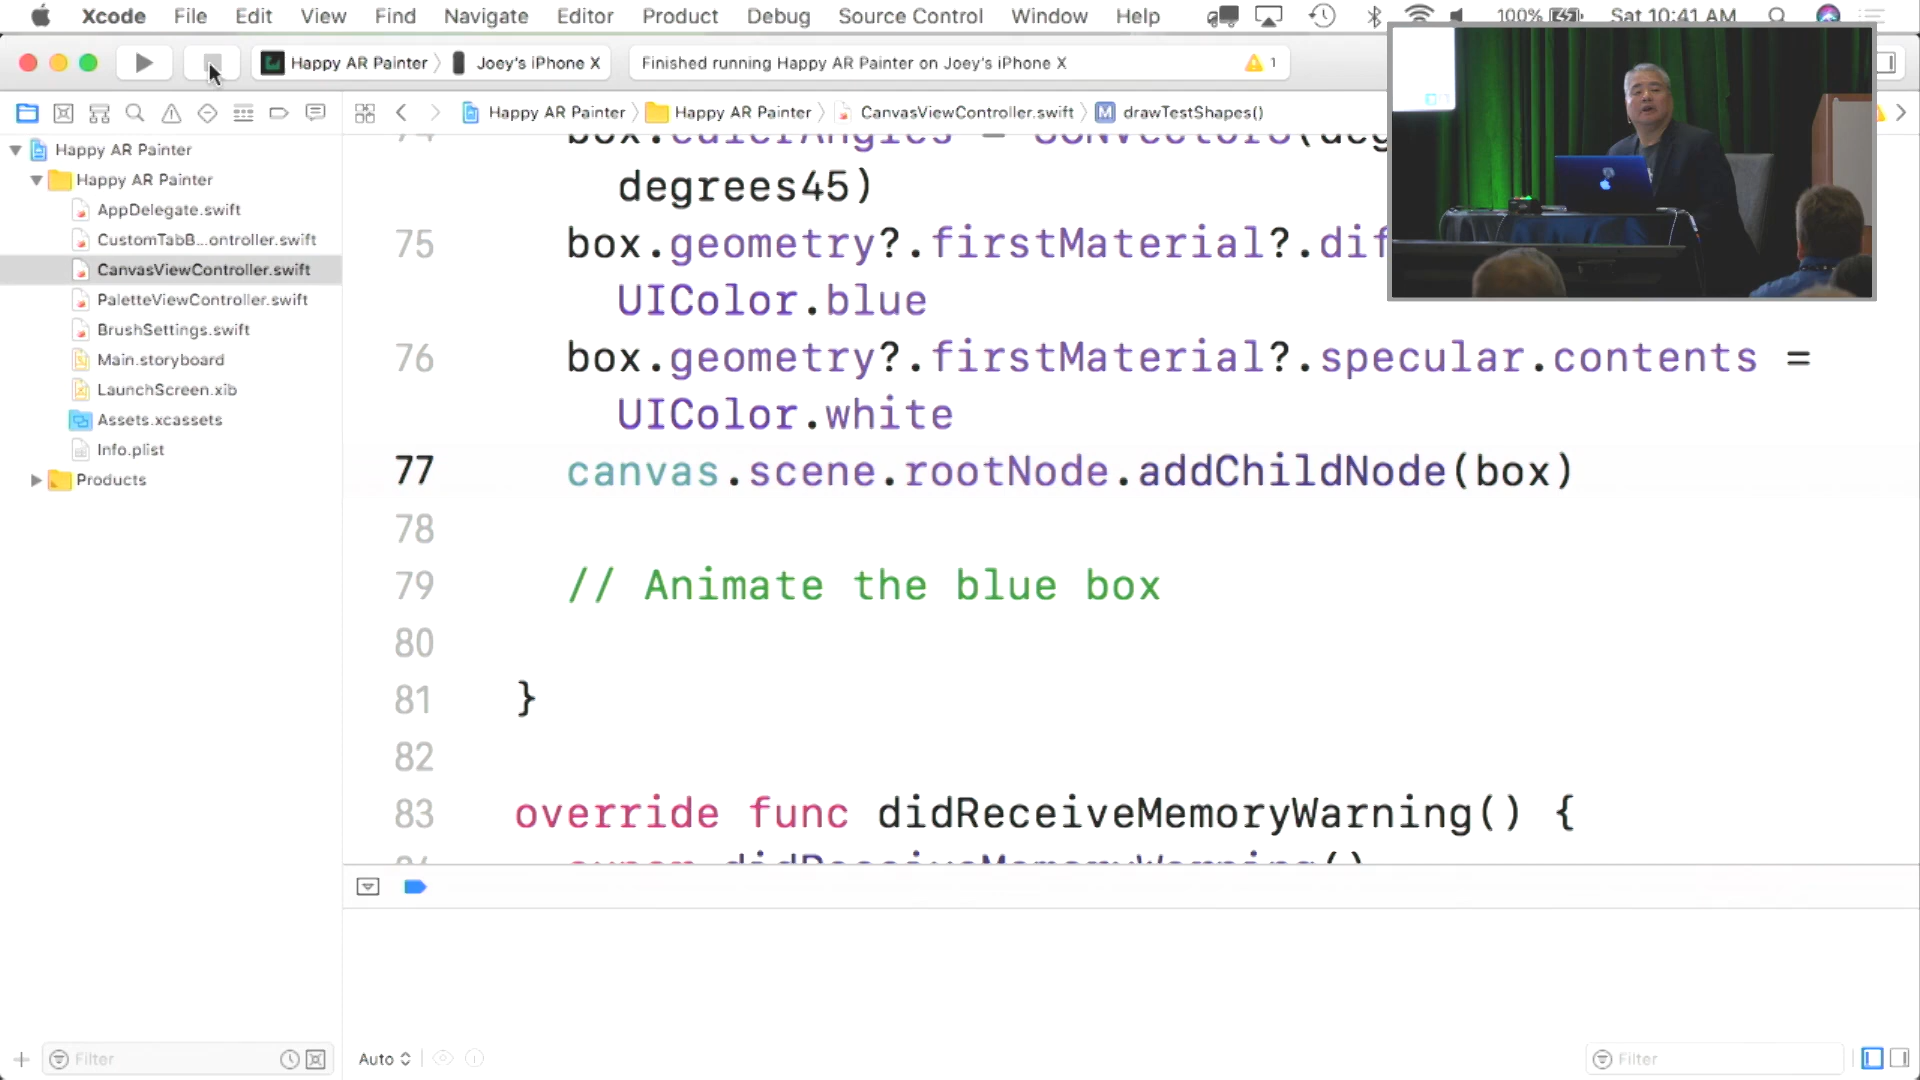 Xcode File Edit View Find Navigate Editor Product Debug Source Control Window Help 100% Sat 10:41 AM
Happy AR Painter Joey's iPhone X Finished running Happy AR Painter on Joey's iPhone X 1
Happy AR Painter Happy AR Painter CanvasViewController.swift M drawTestShapes()
Happy AR Painter
Happy AR Painter
AppDelegate.swift
CustomTabB...ontroller.swift
CanvasViewController.swift
PaletteViewController.swift
BrushSettings.swift
Main.storyboard
LaunchScreen.xib
Assets.xcassets
Info.plist
Products
degrees45)
75 box.geometry?.firstMaterial?.dif
UIColor.blue
76 box.geometry?.firstMaterial?.specular.contents =
UIColor.white
77 canvas.scene.rootNode.addChildNode(box)
78
79 // Animate the blue box
80
81 }
82
83 override func didReceiveMemoryWarning() {
super.didReceiveMemoryWarning()
Filter Auto Filter